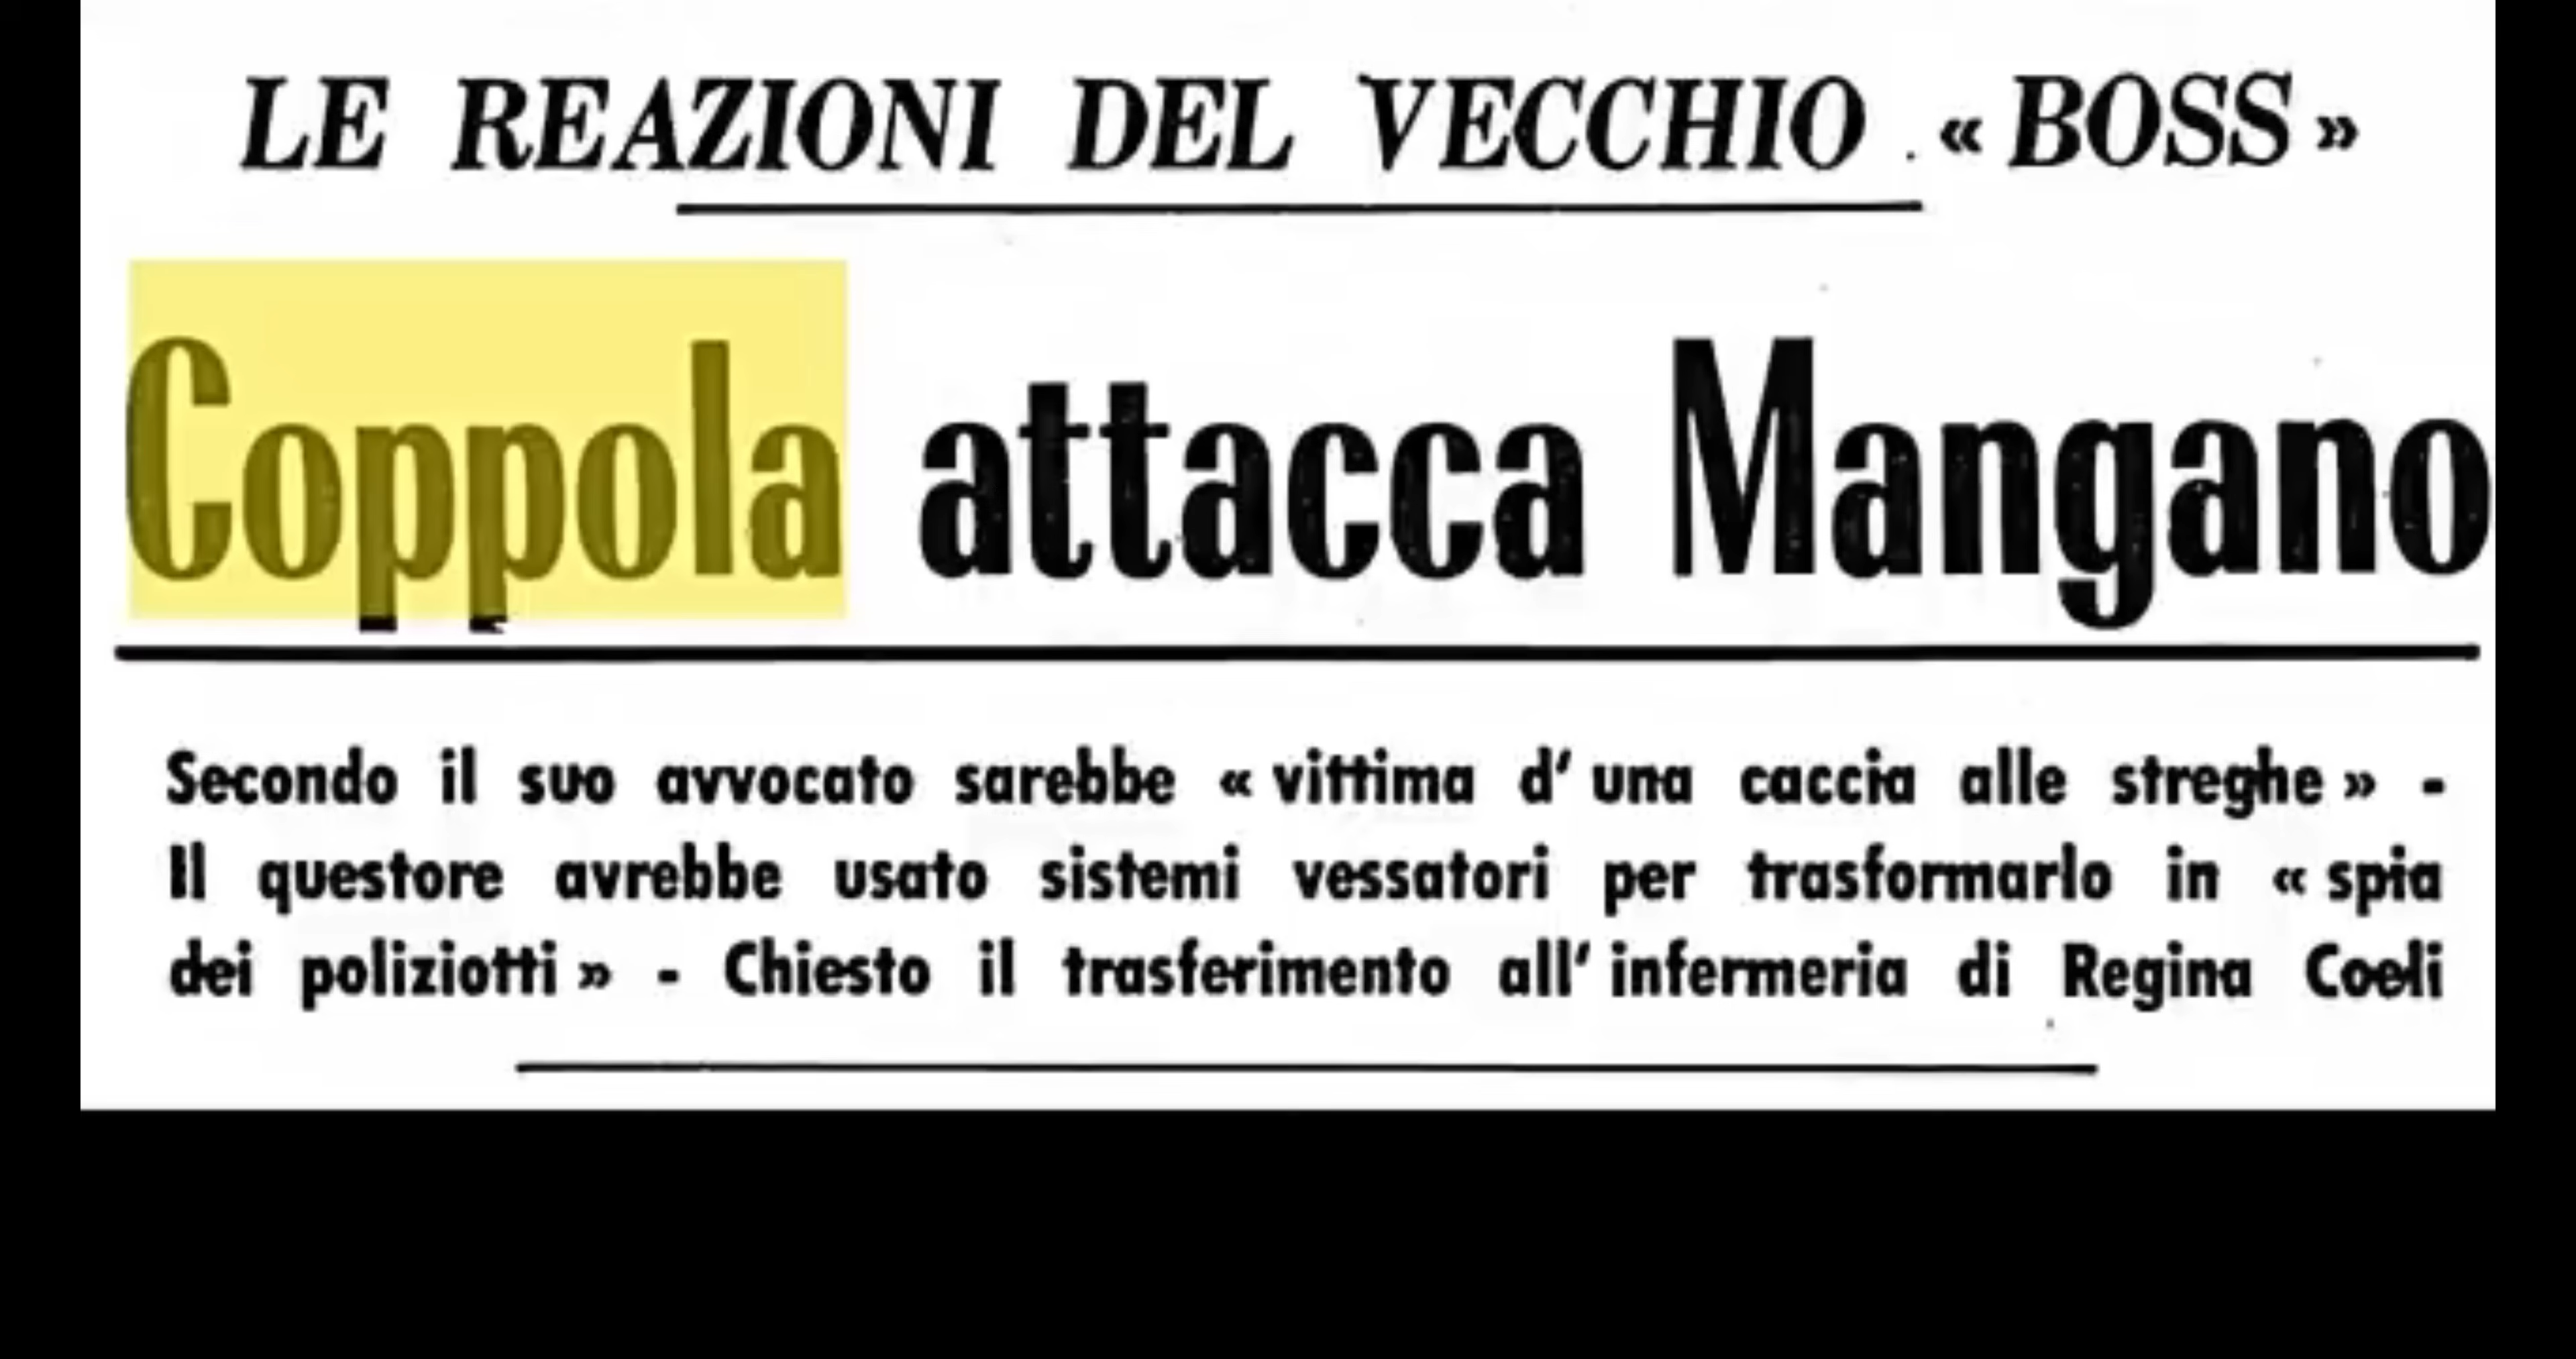 LE REAZIONI DEL VECCHIO « BOSS »
Coppola attacca Mangano
Secondo il suo avvocato sarebbe « vittima d' una caccia alle streghe » -
Il questore avrebbe usato sistemi vessatori per trasformarlo in « spia
dei poliziotti » - Chiesto il trasferimento all' infermeria di Regina Coeli